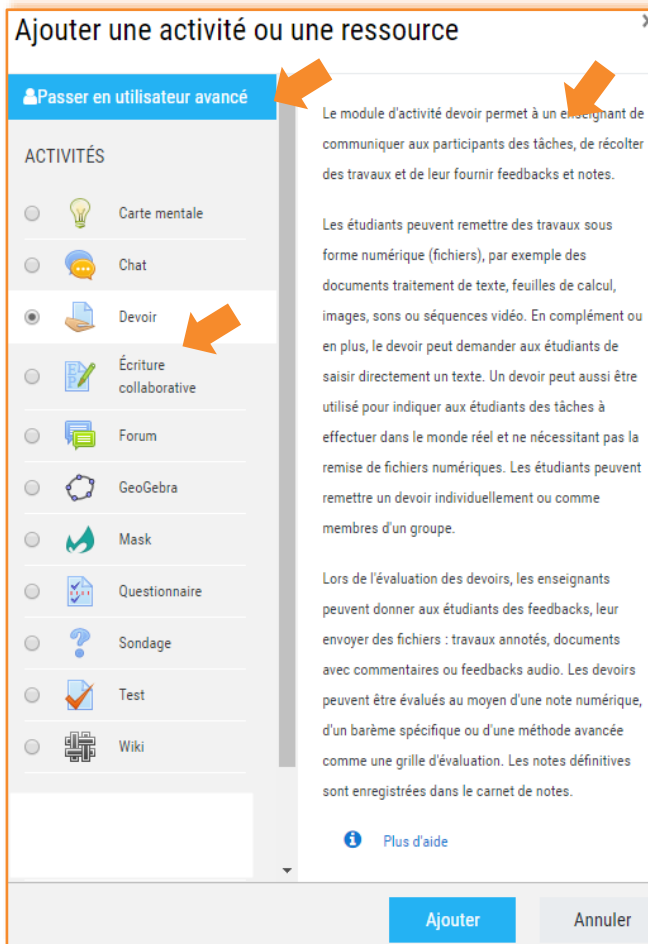 Ajouter une activité ou une ressource
Passer en utilisateur avancé
ACTIVITÉS
Carte mentale
Chat
Devoir
Écriture
collaborative
Forum
GeoGebra
Mask
Questionnaire
Sondage
Test
Wiki
Le module d'activité devoir permet à un enseignant de
communiquer aux participants des tâches, de récolter
des travaux et de leur fournir feedbacks et notes.
Les étudiants peuvent remettre des travaux sous
forme numérique (fichiers), par exemple des
documents traitement de texte, feuilles de calcul,
images, sons ou séquences vidéo. En complément ou
en plus, le devoir peut demander aux étudiants de
saisir directement un texte. Un devoir peut aussi être
utilisé pour indiquer aux étudiants des tâches à
effectuer dans le monde réel et ne nécessitant pas la
remise de fichiers numériques. Les étudiants peuvent
remettre un devoir individuellement ou comme
membres d'un groupe.
Lors de l'évaluation des devoirs, les enseignants
peuvent donner aux étudiants des feedbacks, leur
envoyer des fichiers : travaux annotés, documents
avec commentaires ou feedbacks audio. Les devoirs
peuvent être évalués au moyen d'une note numérique,
d'un barème spécifique ou d'une méthode avancée
comme une grille d'évaluation. Les notes définitives
sont enregistrées dans le carnet de notes.
Plus d'aide
Ajouter
Annuler